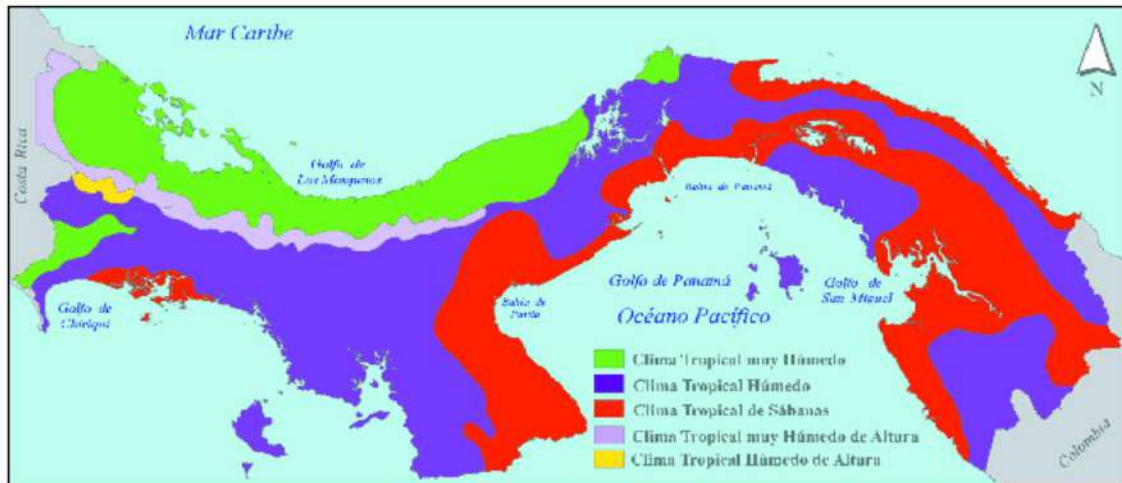 Mar Caribe
N
Costa Rica
Golfo de
Los Mosquitos
Bahía de Panamá
Golfo de
Chiriquí
Bahía de
Parita
Golfo de Panamá
Golfo de
San Miguel
Océano Pacífico
Clima Tropical muy Húmedo
Clima Tropical Húmedo
Clima Tropical de Sábanas
Clima Tropical muy Húmedo de Altura
Clima Tropical Húmedo de Altura
Colombia